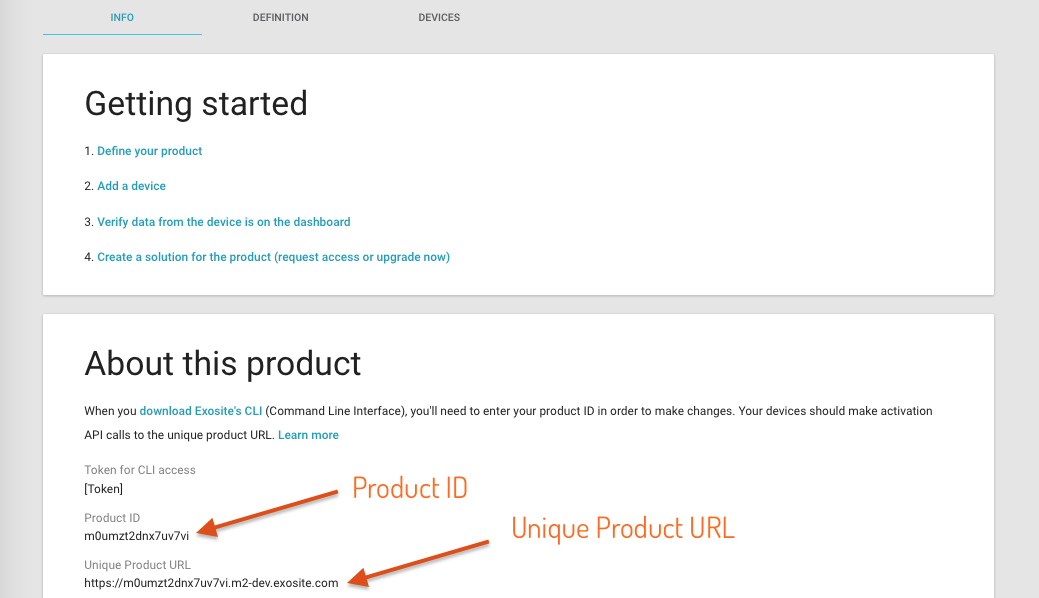 INFO DEFINITION DEVICES
Getting started
1. Define your product
2. Add a device
3. Verify data from the device is on the dashboard
4. Create a solution for the product (request access or upgrade now)
About this product
When you download Exosite's CLI (Command Line Interface), you'll need to enter your product ID in order to make changes. Your devices should make activation
API calls to the unique product URL. Learn more
Token for CLI access
[Token]
Product ID
Product ID
m0umzt2dnx7uv7vi
Unique Product URL
Unique Product URL
https://m0umzt2dnx7uv7vi.m2-dev.exosite.com